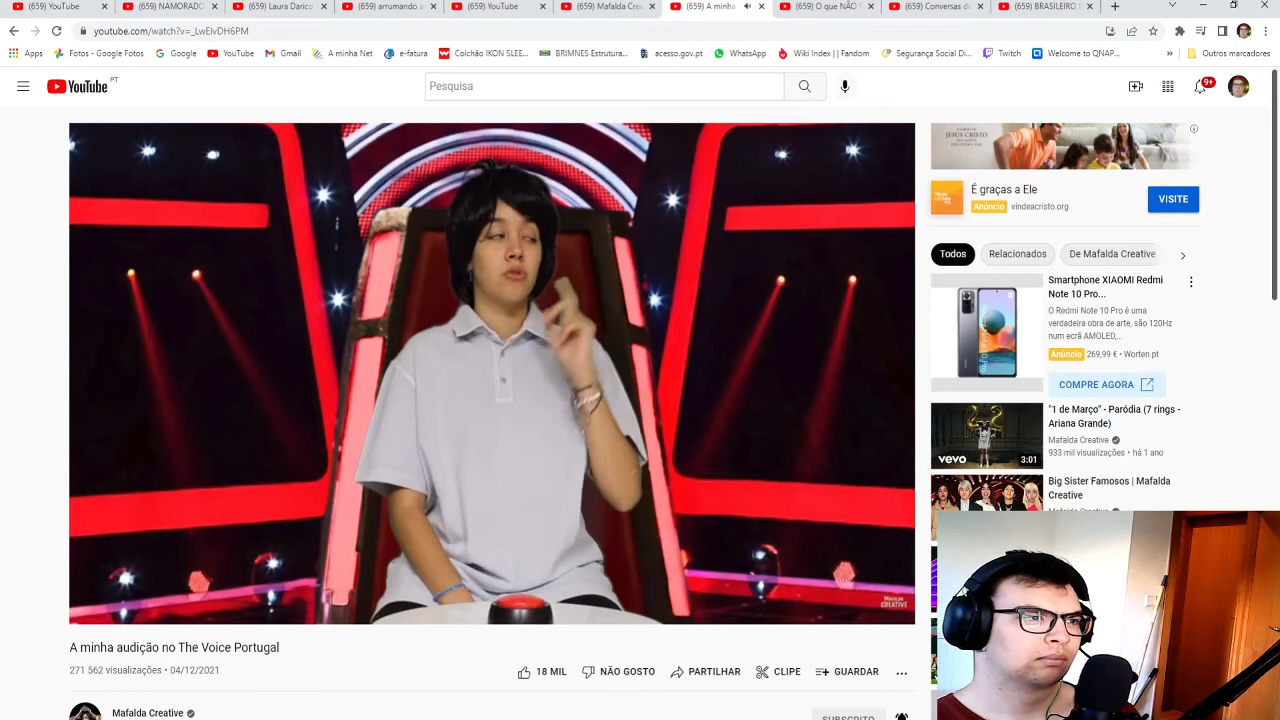 (659) YouTube
(659) NAMORADO
(659) Laura Darico
(659) arrumando a
(659) YouTube
(659) Mafalda Cre
(659) A minha
(659) O que NÃO
(659) Conversas de
(659) BRASILEIRO
youtube.com/watch?v=_LwElvDH6PM
Apps
Fotos - Google Fotos
Google
YouTube
Gmail
A minha Net
e-fatura
Colchão IKON SLEE...
BRIMNES Estrutura...
acesso.gov.pt
WhatsApp
Wiki Index || Fandom
Segurança Social Di...
Twitch
Welcome to QNAP...
Outros marcadores
YouTube PT
Pesquisa
9+
MAFALDA
CREATIVE
A minha audição no The Voice Portugal
271 562 visualizações • 04/12/2021
18 MIL
NÃO GOSTO
PARTILHAR
CLIPE
GUARDAR
Mafalda Creative
SUBSCRITO
JESUS CRISTO
É graças a Ele
Anúncio vindeacristo.org
VISITE
Todos
Relacionados
De Mafalda Creative
Smartphone XIAOMI Redmi
Note 10 Pro...
O Redmi Note 10 Pro é uma
verdadeira obra de arte, são 120Hz
num ecrã AMOLED,...
Anúncio 269,99 € • Worten.pt
COMPRE AGORA
"1 de Março" - Paródia (7 rings -
Ariana Grande)
Mafalda Creative
933 mil visualizações • há 1 ano
vevo
3:01
Big Sister Famosos | Mafalda
Creative